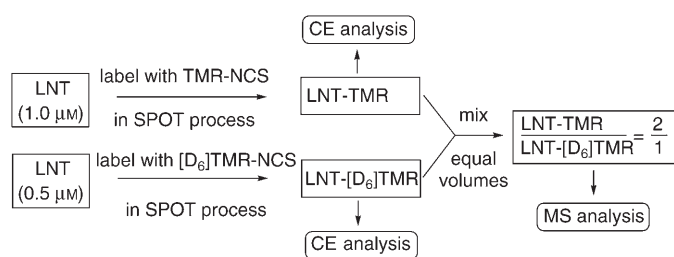 CE analysis
LNT
(1.0 μM)
label with TMR-NCS
in SPOT process
LNT-TMR
LNT
(0.5 μM)
label with [D6]TMR-NCS
in SPOT process
LNT-[D6]TMR
CE analysis
mix
equal
volumes
LNT-TMR
LNT-[D6]TMR
= 2
1
MS analysis